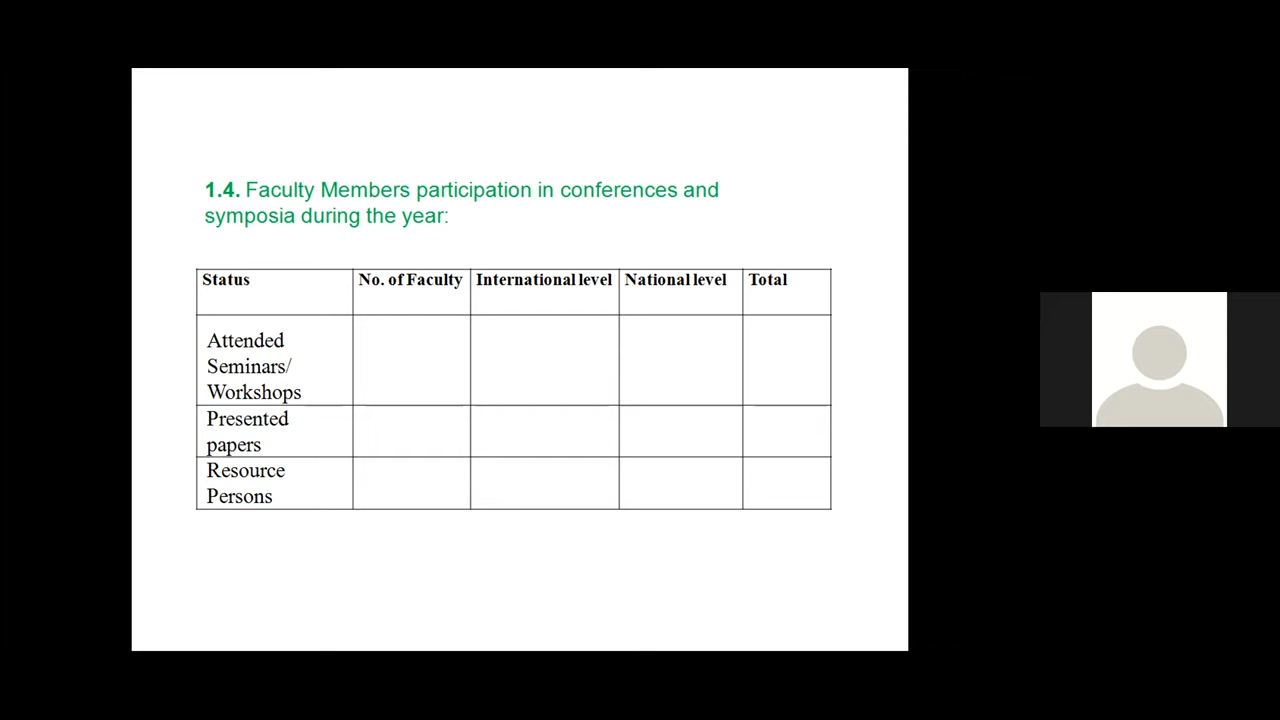 1.4. Faculty Members participation in conferences and
symposia during the year:
Status No. of Faculty International level National level Total
Attended
Seminars/
Workshops
Presented
papers
Resource
Persons